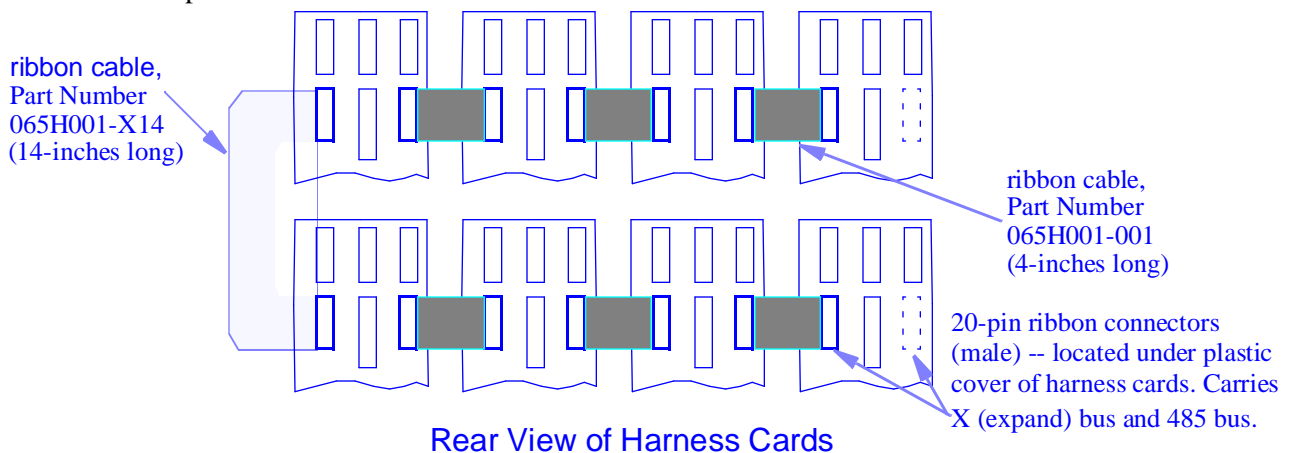 ribbon cable,
Part Number
065H001-X14
(14-inches long)
ribbon cable,
Part Number
065H001-001
(4-inches long)
20-pin ribbon connectors
(male) -- located under plastic
cover of harness cards. Carries
X (expand) bus and 485 bus.
Rear View of Harness Cards